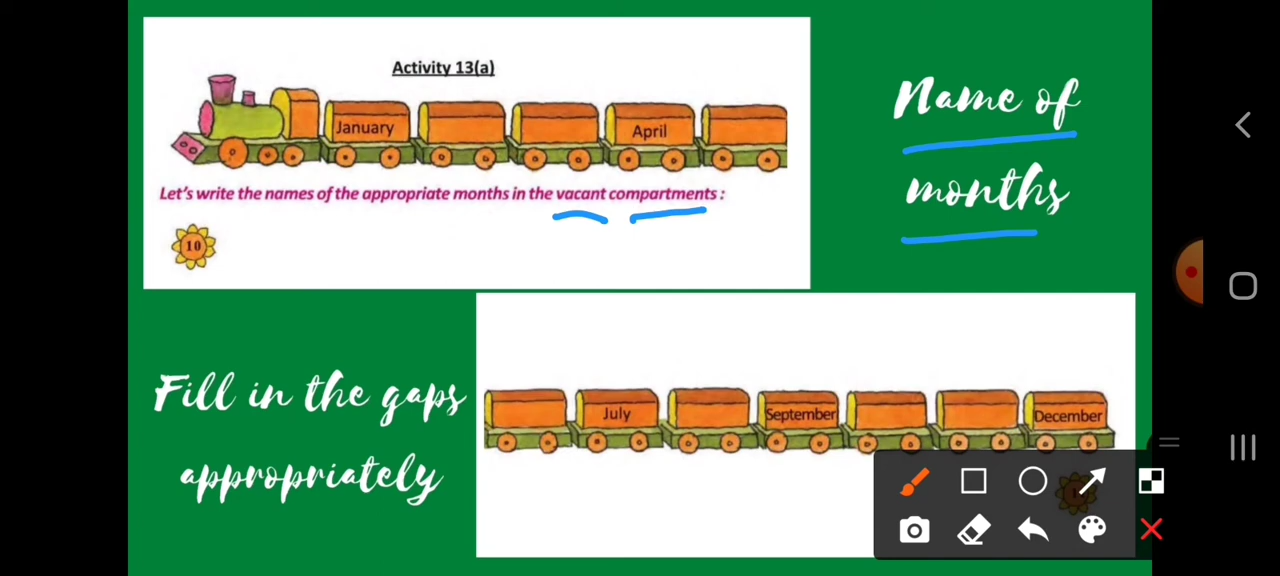 Activity 13(a)
January
April
Let's write the names of the appropriate months in the vacant compartments :
10
Name of
months
Fill in the gaps
appropriately
July
September
December